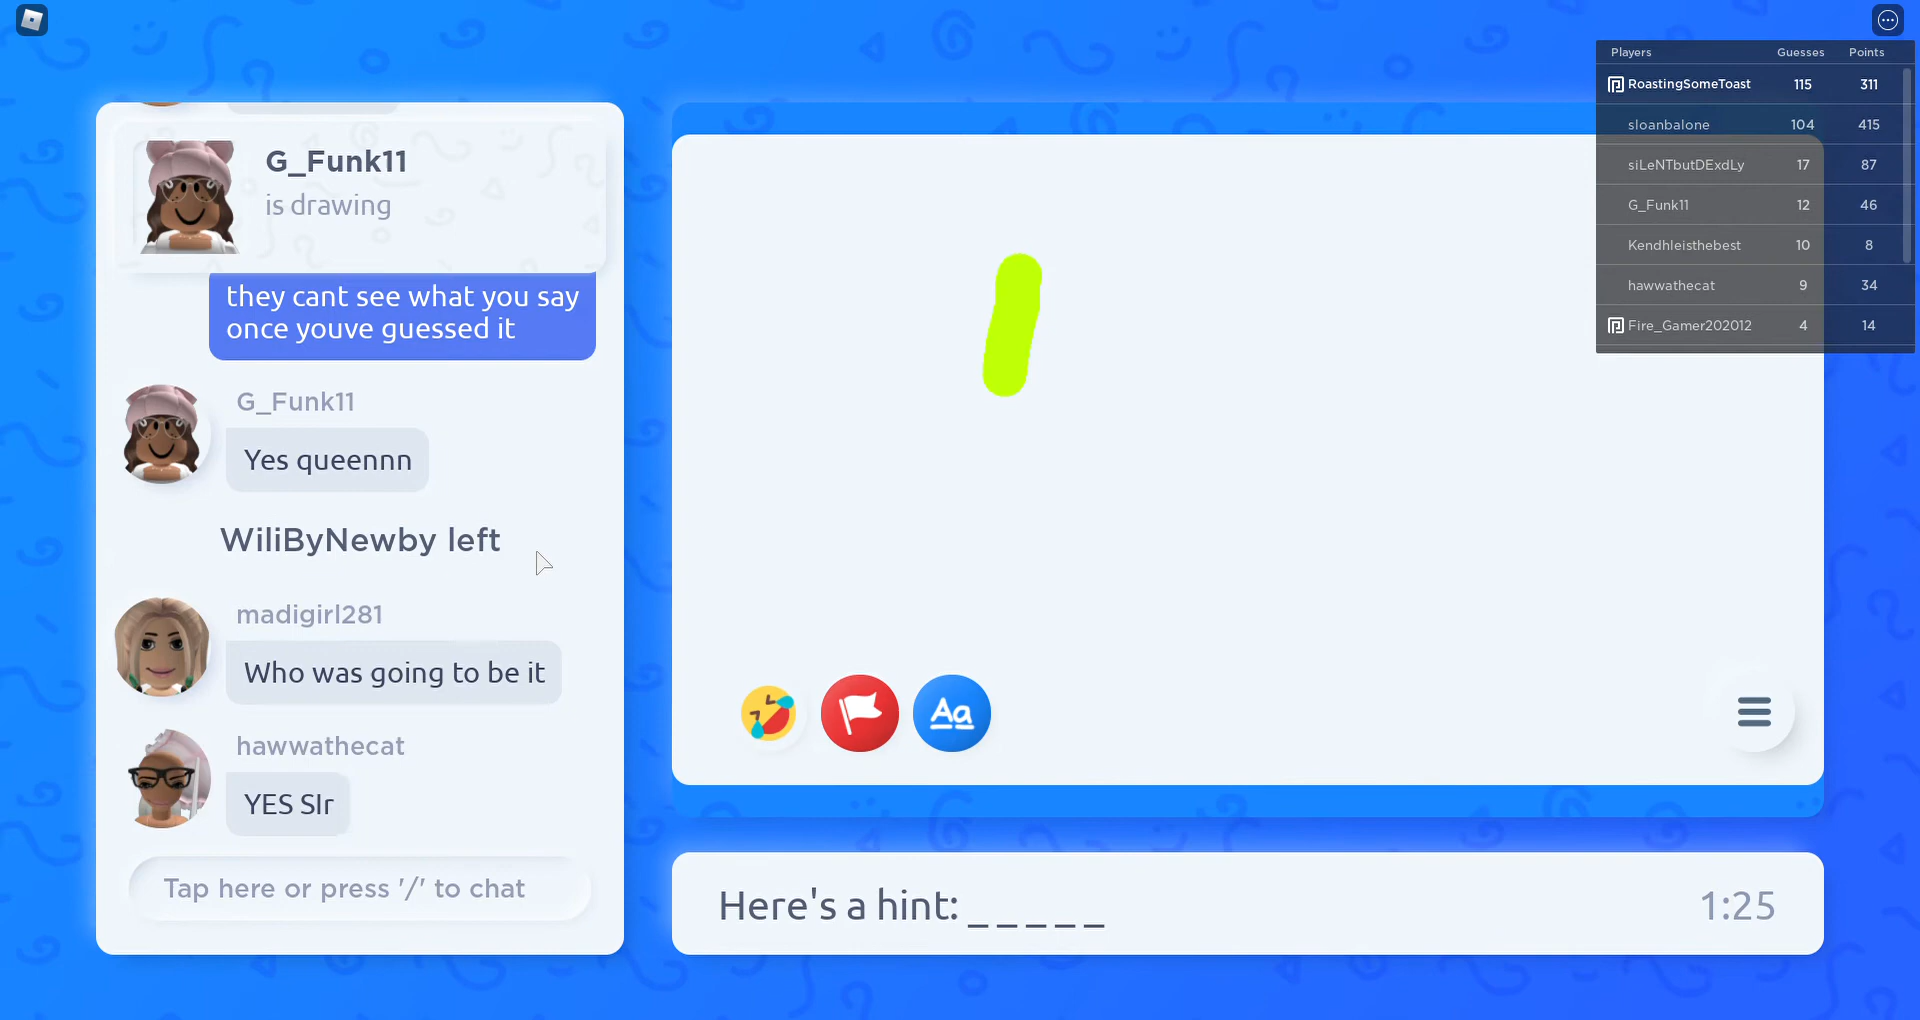 G_Funk11
is drawing
they cant see what you say
once youve guessed it
G_Funk11
Yes queennn
WiliByNewby left
madigirl281
Who was going to be it
hawwathecat
YES SIr
Tap here or press '/' to chat
Aa
Here's a hint: _ _ _ _ _
1:25
Players Guesses Points
RoastingSomeToast 115 311
sloanbalone 104 415
siLeNTbutDExdLy 17 87
G_Funk11 12 46
Kendhleisthebest 10 8
hawwathecat 9 34
Fire_Gamer202012 4 14